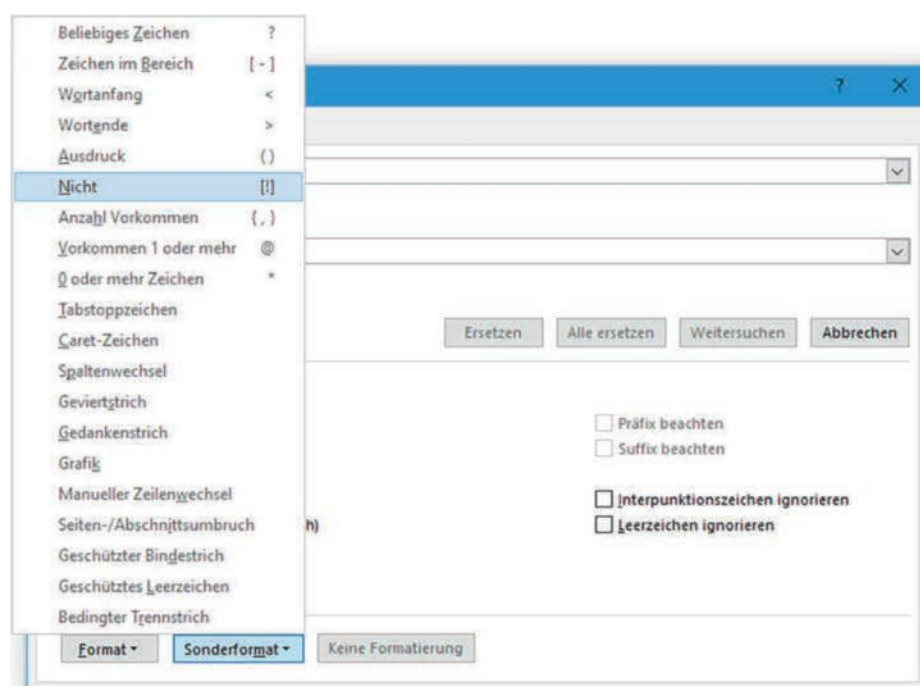 Beliebiges Zeichen ?
Zeichen im Bereich [ - ]
Wortanfang <
Wortende >
Ausdruck ( )
Nicht [!]
Anzahl Vorkommen { , }
Vorkommen 1 oder mehr @
0 oder mehr Zeichen *
Tabstoppzeichen
Caret-Zeichen
Spaltenwechsel
Geviertstrich
Gedankenstrich
Grafik
Manueller Zeilenwechsel
Seiten-/Abschnittsumbruch
Geschützter Bindestrich
Geschütztes Leerzeichen
Bedingter Trennstrich
?
Ersetzen Alle ersetzen Weitersuchen Abbrechen
Präfix beachten
Suffix beachten
Interpunktionszeichen ignorieren
h) Leerzeichen ignorieren
Format Sonderformat Keine Formatierung